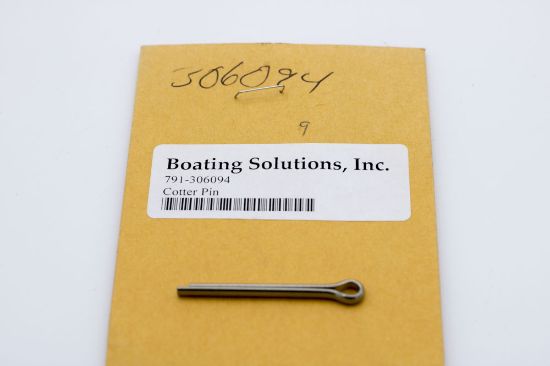 306094
9
Boating Solutions, Inc.
791-306094
Cotter Pin